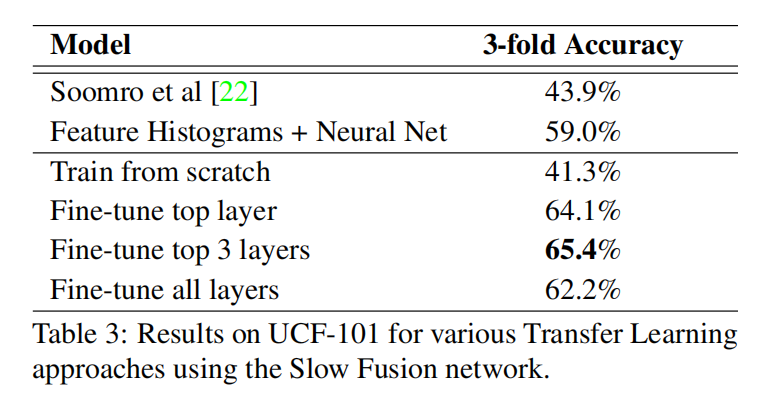 Model 3-fold Accuracy
Soomro et al [22] 43.9%
Feature Histograms + Neural Net 59.0%
Train from scratch 41.3%
Fine-tune top layer 64.1%
Fine-tune top 3 layers 65.4%
Fine-tune all layers 62.2%
Table 3: Results on UCF-101 for various Transfer Learning
approaches using the Slow Fusion network.